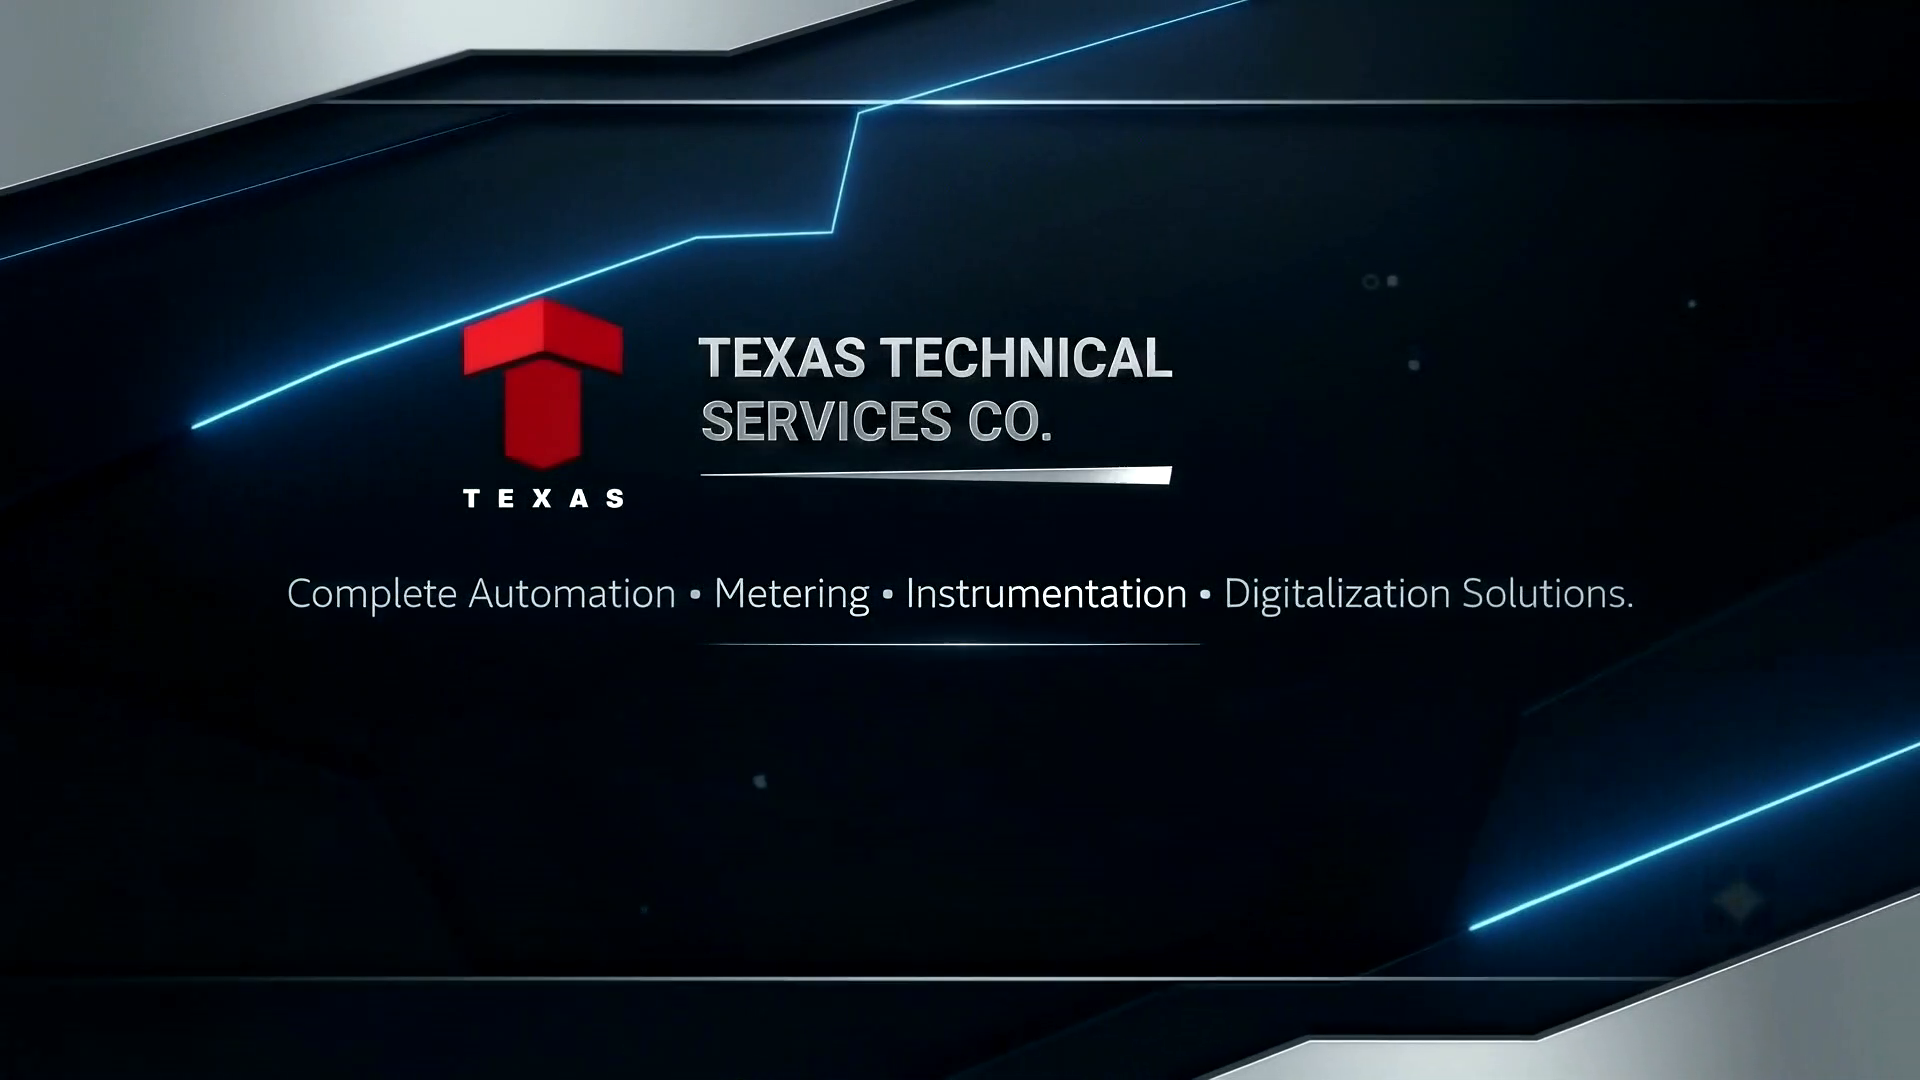 TEXAS TECHNICAL
SERVICES CO.
TEXAS
Complete Automation • Metering • Instrumentation • Digitalization Solutions.